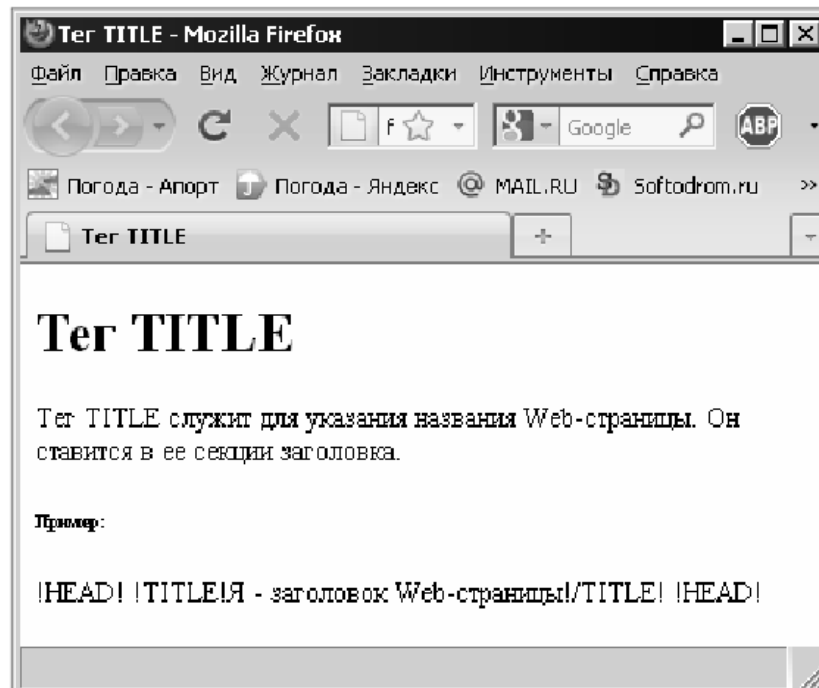 Тег TITLE - Mozilla Firefox
Файл Правка Вид Журнал Закладки Инструменты Справка
f Google ABP
Погода - Апорт Погода - Яндекс MAIL.RU Softodrom.ru »
Тег TITLE
Тег TITLE
Тег TITLE служит для указания названия Web-страницы. Он
ставится в ее секции заголовка.
Пример:
!HEAD! !TITLE!Я - заголовок Web-страницы!/TITLE! !HEAD!